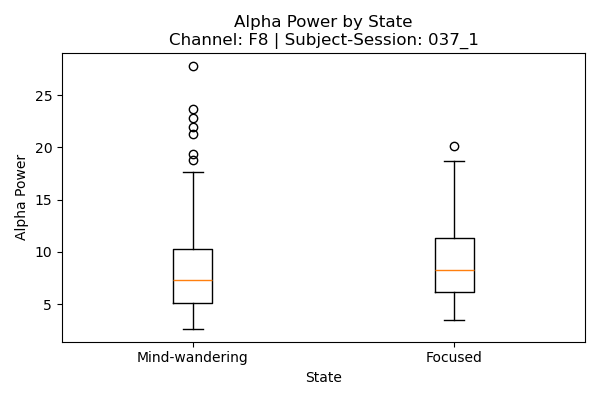 Alpha Power by State
Channel: F8 | Subject-Session: 037_1
Alpha Power
25
20
15
10
5
Mind-wandering
Focused
State